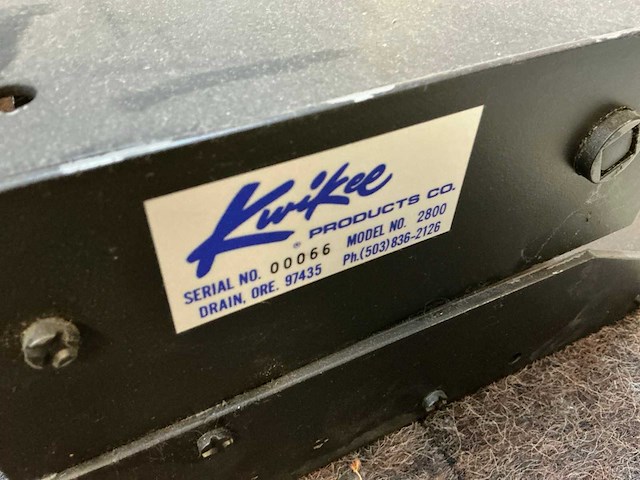 Kwikee
® PRODUCTS CO.
SERIAL NO. 00066 MODEL NO. 2800
DRAIN, ORE. 97435 Ph.(503)836-2126